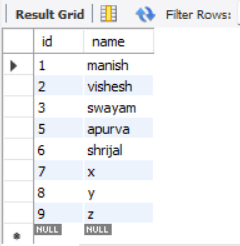 Result Grid Filter Rows:
id name
1 manish
2 vishesh
3 swayam
5 apurva
6 shrijal
7 x
8 y
9 z
NULL NULL